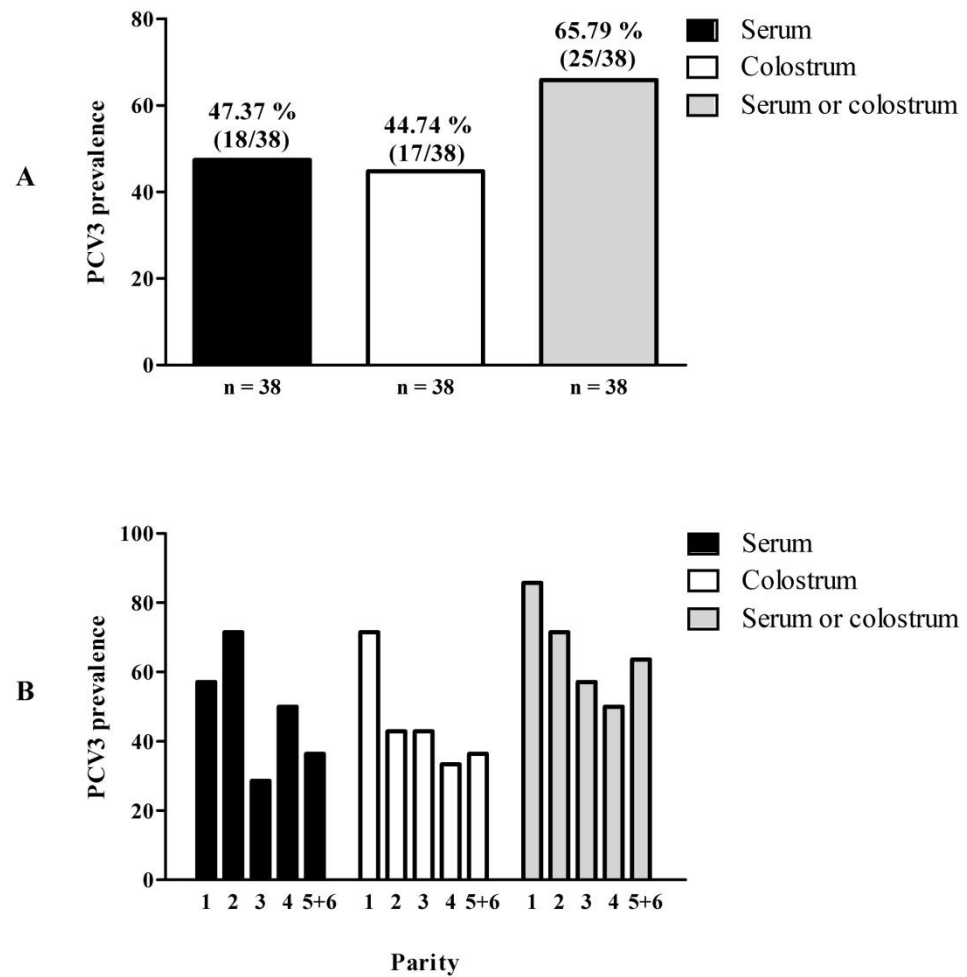 A
PCV3 prevalence
80
60
40
20
0
47.37 %
(18/38)
44.74 %
(17/38)
65.79 %
(25/38)
n = 38
n = 38
n = 38
Serum
Colostrum
Serum or colostrum
B
PCV3 prevalence
100
80
60
40
20
0
1 2 3 4 5+6
1 2 3 4 5+6
1 2 3 4 5+6
Parity
Serum
Colostrum
Serum or colostrum